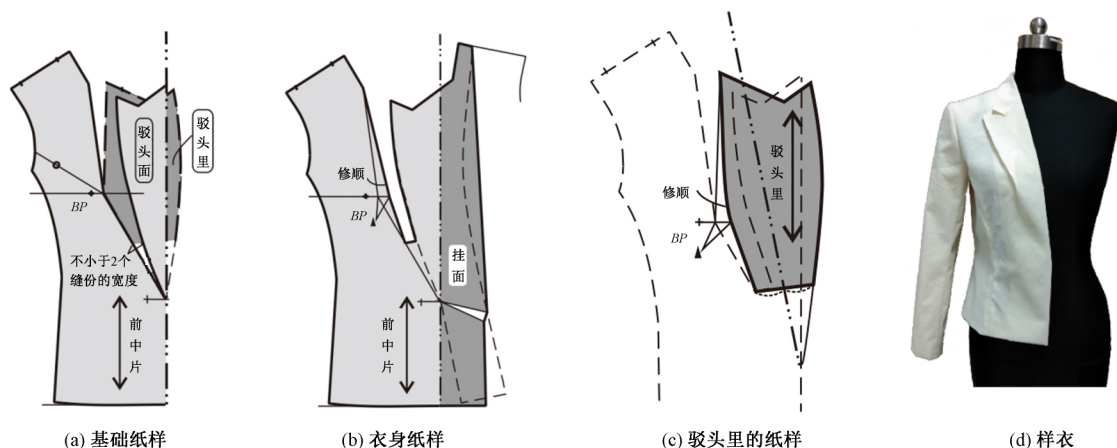 驳头面
驳头里
BP
不小于2个
缝份的宽度
前中片
(a) 基础纸样
修顺
BP
挂面
前中片
(b) 衣身纸样
驳头里
修顺
BP
(c) 驳头里的纸样
(d) 样衣